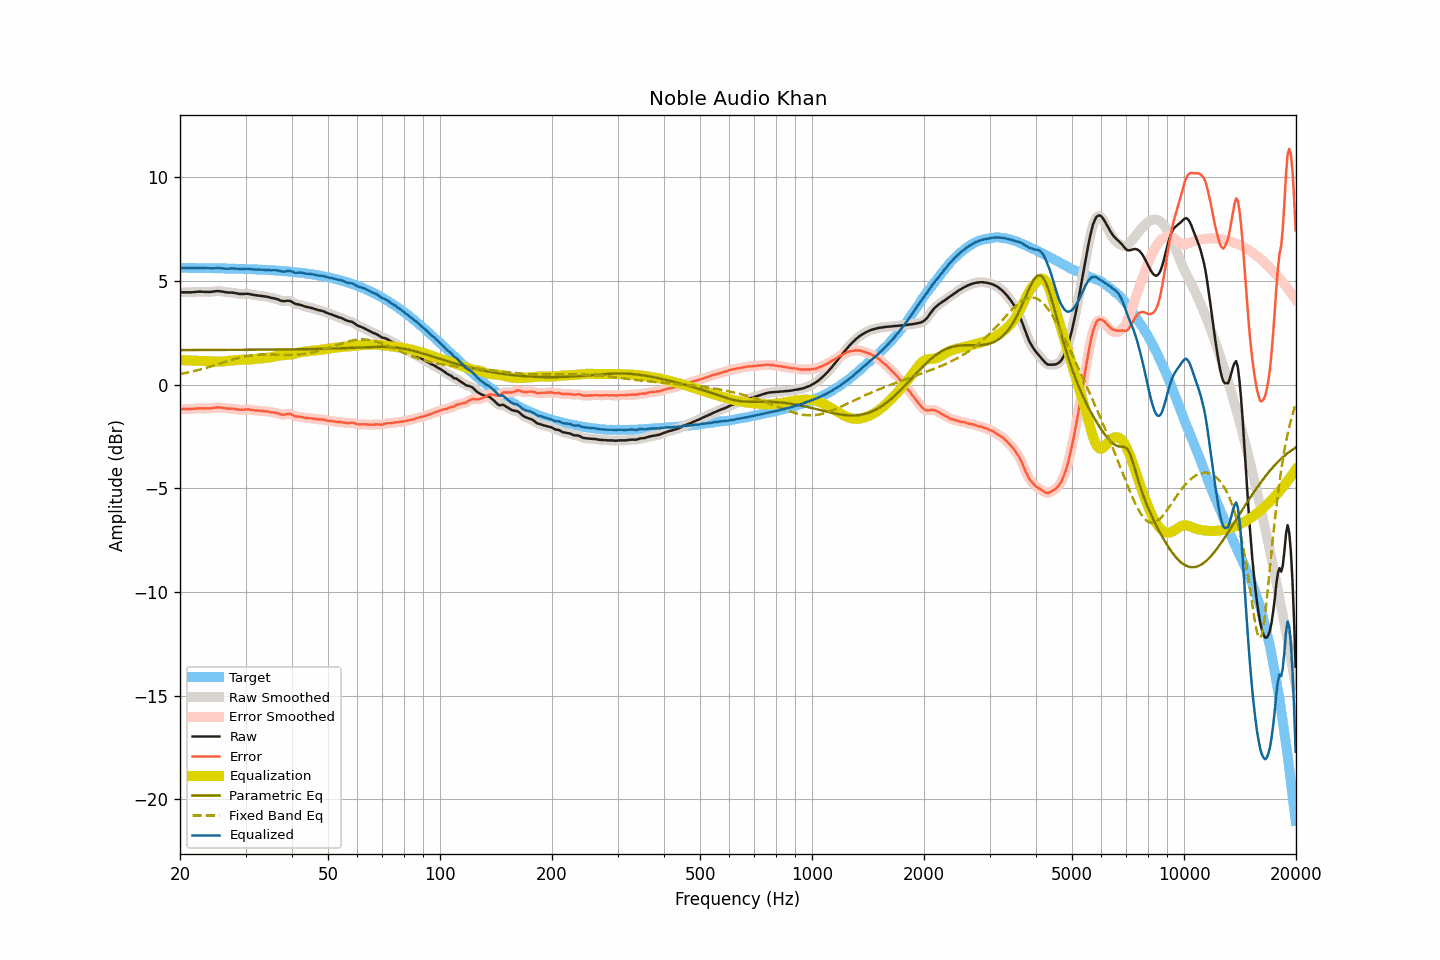 Noble Audio Khan
Amplitude (dBr)
10
5
0
−5
−10
−15
−20
Target
Raw Smoothed
Error Smoothed
Raw
Error
Equalization
Parametric Eq
Fixed Band Eq
Equalized
20 50 100 200 500 1000 2000 5000 10000 20000
Frequency (Hz)